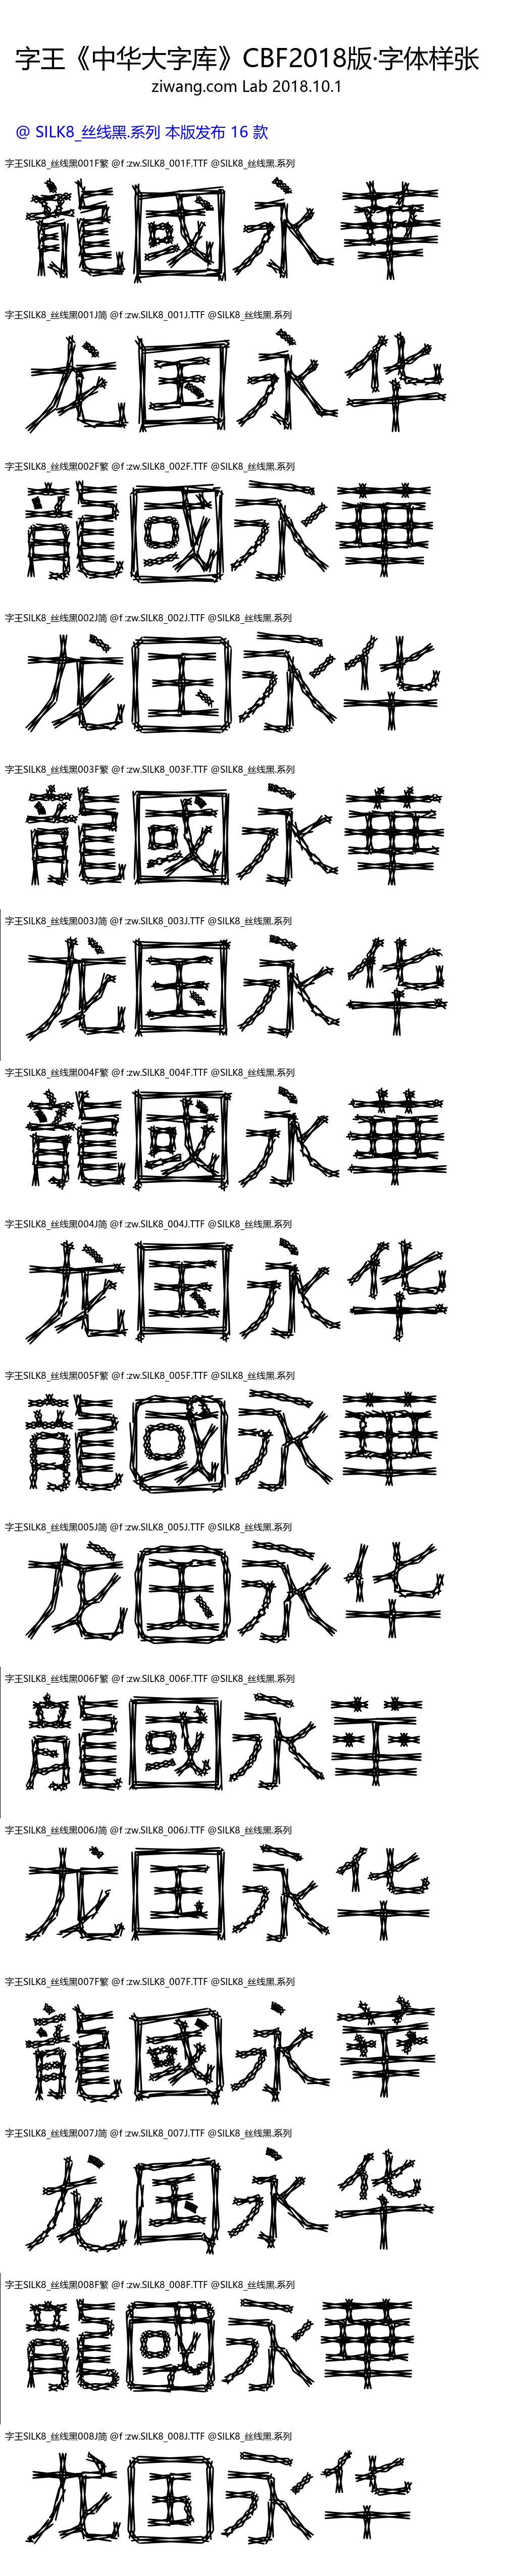 字王《中华大字库》CBF2018版·字体样张
ziwang.com Lab 2018.10.1
@ SILK8_丝线黑.系列 本版发布 16 款
字王SILK8_丝线黑001F繁 @f :zw.SILK8_001F.TTF @SILK8_丝线黑.系列
龍國永華
字王SILK8_丝线黑001J简 @f :zw.SILK8_001J.TTF @SILK8_丝线黑.系列
龙国永华
字王SILK8_丝线黑002F繁 @f :zw.SILK8_002F.TTF @SILK8_丝线黑.系列
龍國永華
字王SILK8_丝线黑002J简 @f :zw.SILK8_002J.TTF @SILK8_丝线黑.系列
龙国永华
字王SILK8_丝线黑003F繁 @f :zw.SILK8_003F.TTF @SILK8_丝线黑.系列
龍國永華
字王SILK8_丝线黑003J简 @f :zw.SILK8_003J.TTF @SILK8_丝线黑.系列
龙国永华
字王SILK8_丝线黑004F繁 @f :zw.SILK8_004F.TTF @SILK8_丝线黑.系列
龍國永華
字王SILK8_丝线黑004J简 @f :zw.SILK8_004J.TTF @SILK8_丝线黑.系列
龙国永华
字王SILK8_丝线黑005F繁 @f :zw.SILK8_005F.TTF @SILK8_丝线黑.系列
龍國永華
字王SILK8_丝线黑005J简 @f :zw.SILK8_005J.TTF @SILK8_丝线黑.系列
龙国永华
字王SILK8_丝线黑006F繁 @f :zw.SILK8_006F.TTF @SILK8_丝线黑.系列
龍國永華
字王SILK8_丝线黑006J简 @f :zw.SILK8_006J.TTF @SILK8_丝线黑.系列
龙国永华
字王SILK8_丝线黑007F繁 @f :zw.SILK8_007F.TTF @SILK8_丝线黑.系列
龍國永華
字王SILK8_丝线黑007J简 @f :zw.SILK8_007J.TTF @SILK8_丝线黑.系列
龙国永华
字王SILK8_丝线黑008F繁 @f :zw.SILK8_008F.TTF @SILK8_丝线黑.系列
龍國永華
字王SILK8_丝线黑008J简 @f :zw.SILK8_008J.TTF @SILK8_丝线黑.系列
龙国永华